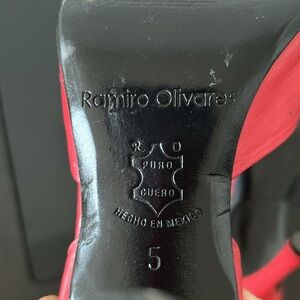 Ramiro Olivares
R O
PURO
CUERO
HECHO EN MEXICO
5